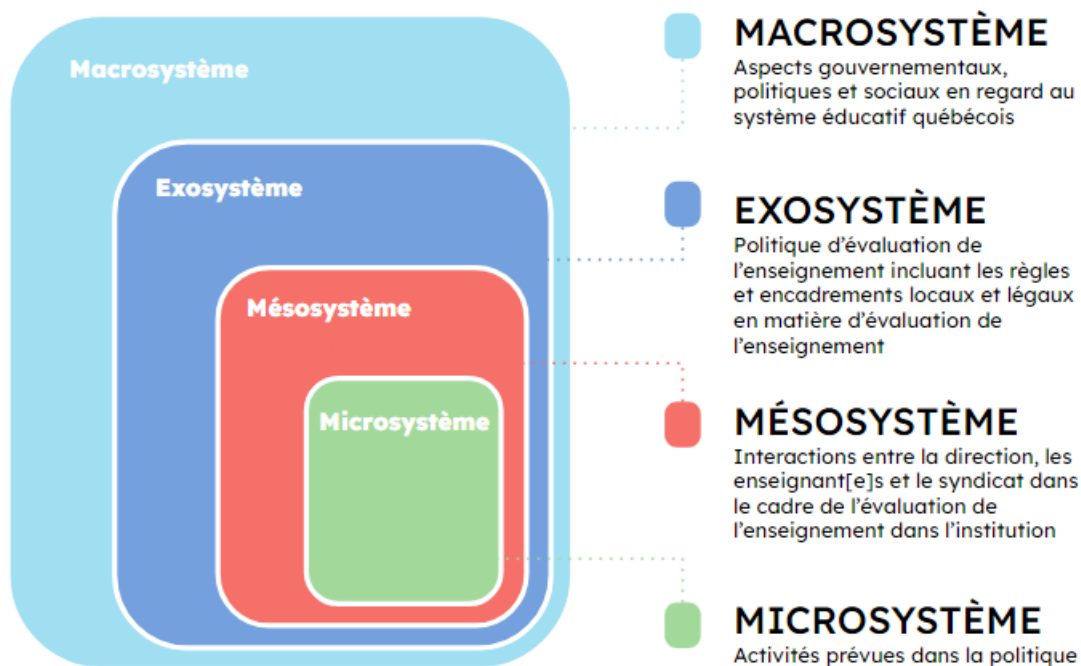 Macrosystème
Exosystème
Mésosystème
Microsystème
MACROSYSTÈME
Aspects gouvernementaux,
politiques et sociaux en regard au
système éducatif québécois
EXOSYSTÈME
Politique d’évaluation de
l’enseignement incluant les règles
et encadrements locaux et légaux
en matière d’évaluation de
l’enseignement
MÉSOSYSTÈME
Interactions entre la direction, les
enseignant[e]s et le syndicat dans
le cadre de l’évaluation de
l’enseignement dans l’institution
MICROSYSTÈME
Activités prévues dans la politique